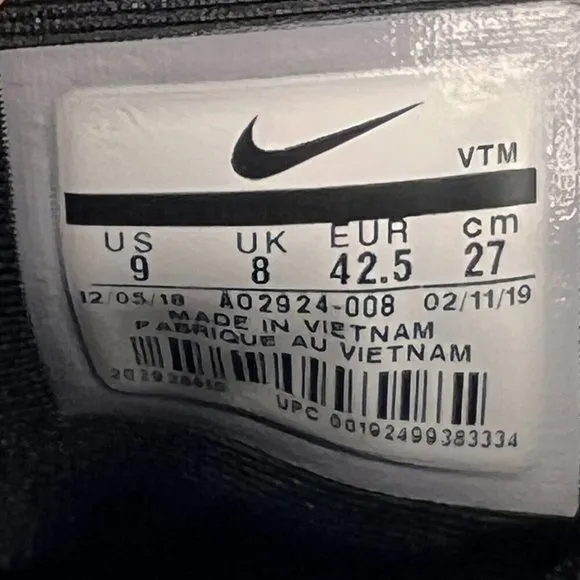 VTM
US UK EUR cm
9 8 42.5 27
12/05/18 AO2924-008 02/11/19
MADE IN VIETNAM
FABRIQUE AU VIETNAM
UPC 00192499383334